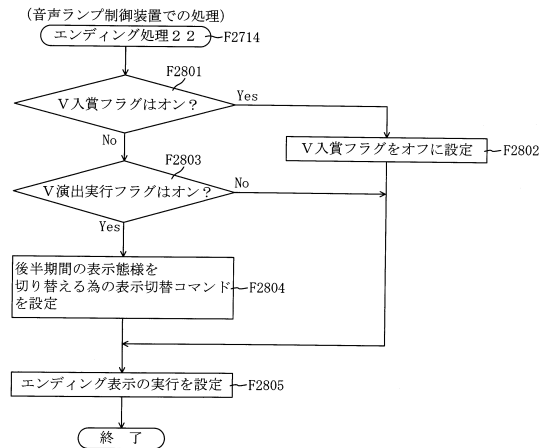 (音声ランプ制御装置での処理)
エンディング処理22
F2714
F2801
V入賞フラグはオン?
Yes
No
V入賞フラグをオフに設定
F2802
F2803
V演出実行フラグはオン?
No
Yes
後半期間の表示態様を
切り替える為の表示切替コマンド
を設定
F2804
エンディング表示の実行を設定
F2805
終 了